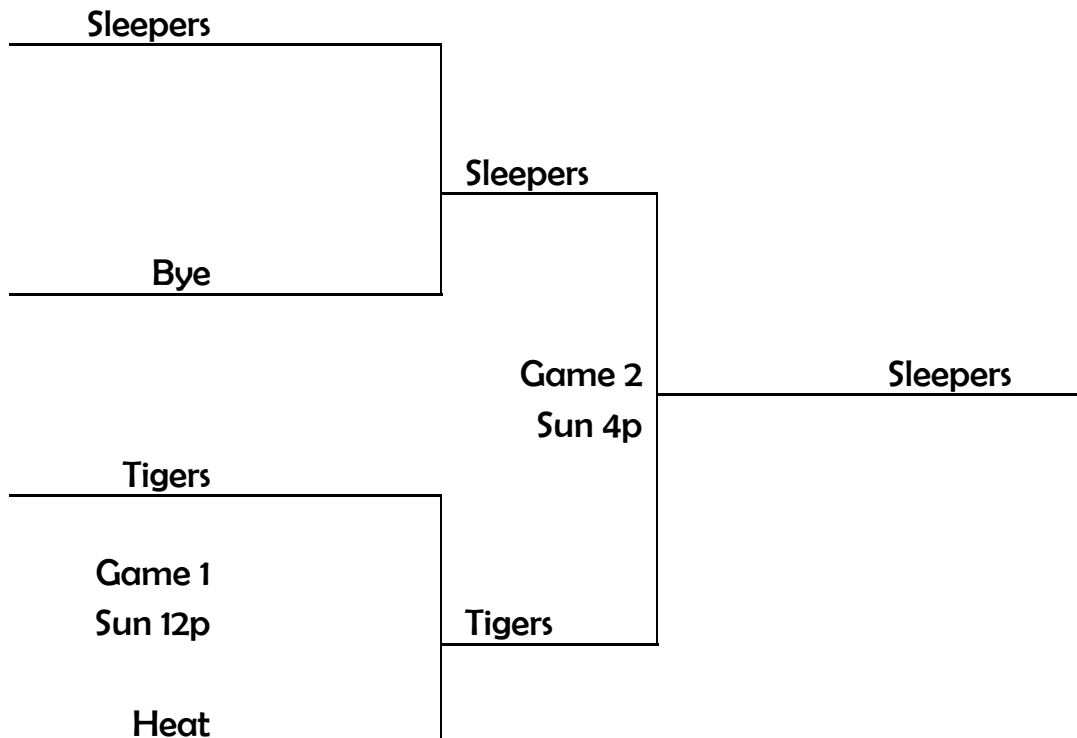 Sleepers
Sleepers
Bye
Game 2
Sun 4p
Sleepers
Tigers
Game 1
Sun 12p
Tigers
Heat